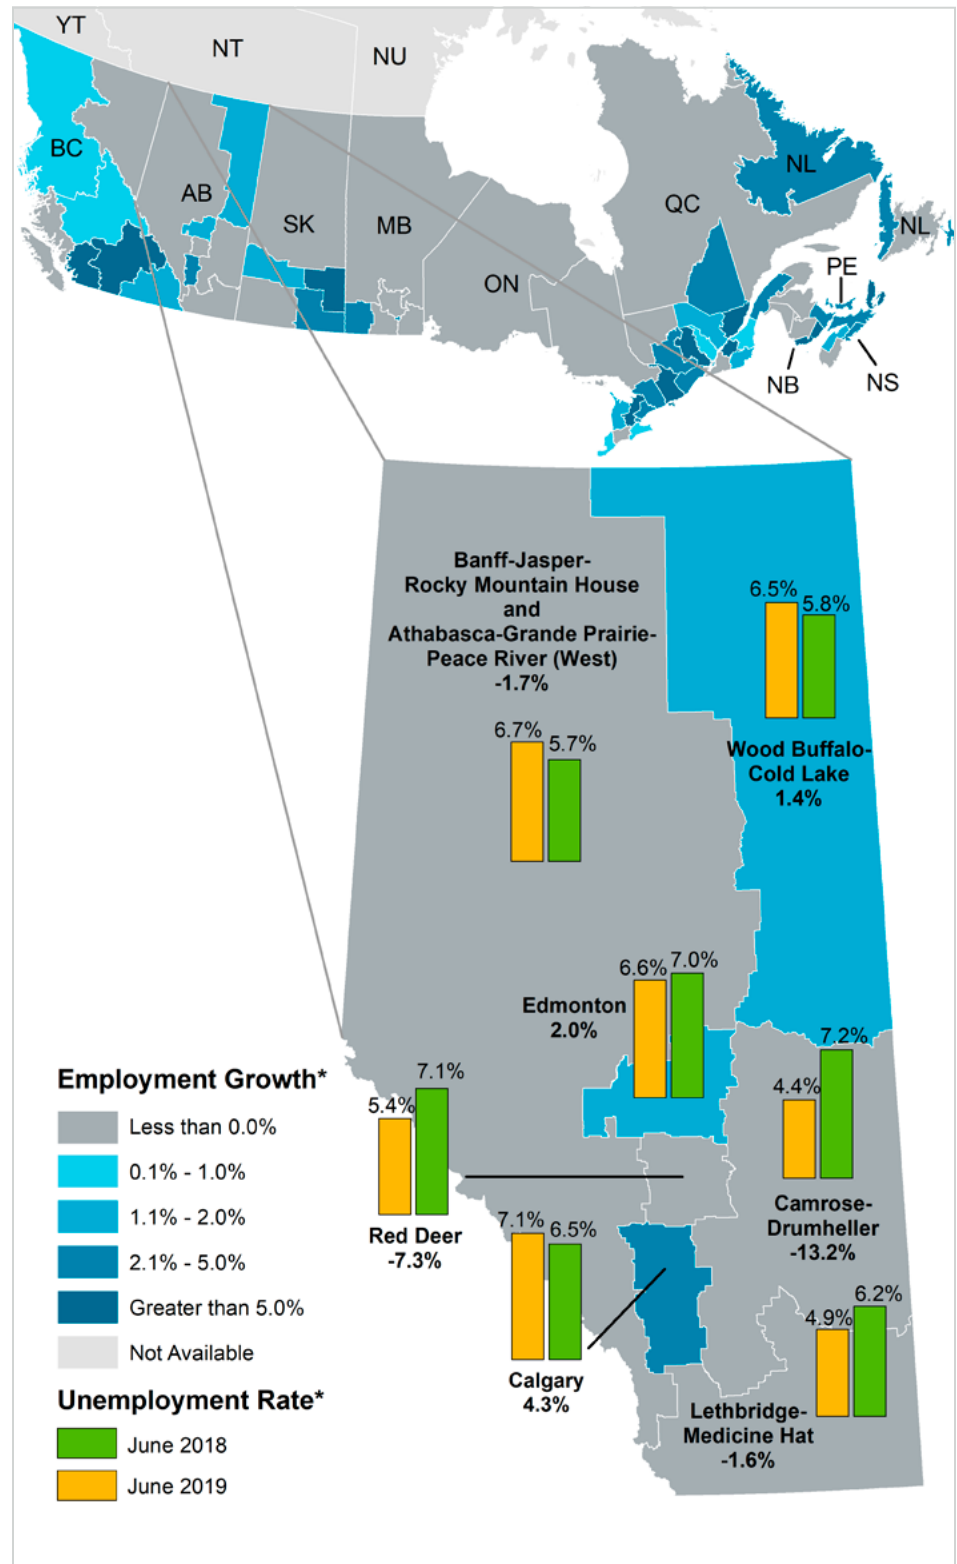 YT
NT
NU
BC
AB
SK
MB
ON
QC
NL
NL
PE
NB
NS
Banff-Jasper-
Rocky Mountain House
and
Athabasca-Grande Prairie-
Peace River (West)
-1.7%
6.7%
5.7%
6.5%
5.8%
Wood Buffalo-
Cold Lake
1.4%
Edmonton
2.0%
6.6%
7.0%
7.2%
4.4%
Camrose-
Drumheller
-13.2%
7.1%
5.4%
Red Deer
-7.3%
7.1%
6.5%
Calgary
4.3%
6.2%
4.9%
Lethbridge-
Medicine Hat
-1.6%
Employment Growth*
Less than 0.0%
0.1% - 1.0%
1.1% - 2.0%
2.1% - 5.0%
Greater than 5.0%
Not Available
Unemployment Rate*
June 2018
June 2019